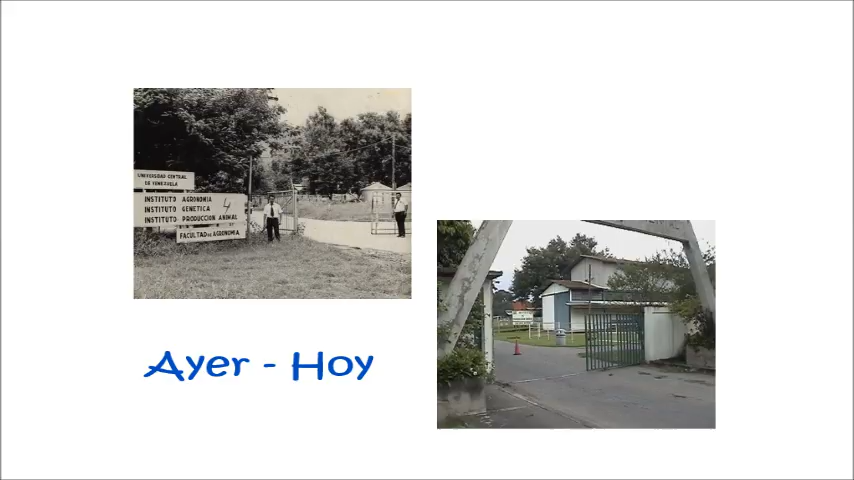 UNIVERSIDAD CENTRAL
DE VENEZUELA
INSTITUTO AGRONOMIA
INSTITUTO GENETICA
INSTITUTO PRODUCCION ANIMAL
FACULTAD DE AGRONOMIA
Ayer - Hoy